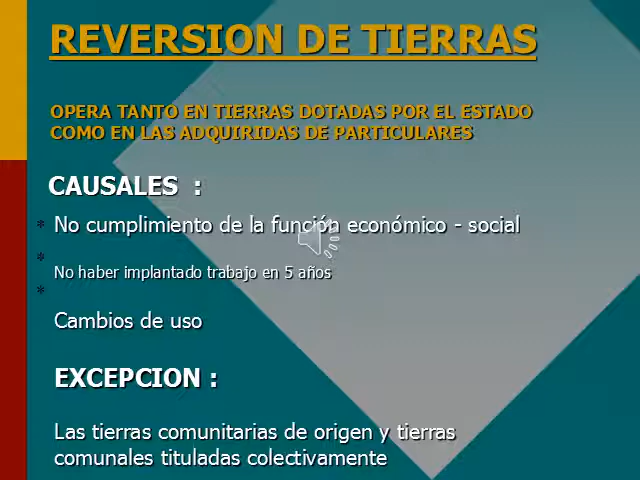 REVERSION DE TIERRAS
OPERA TANTO EN TIERRAS DOTADAS POR EL ESTADO
COMO EN LAS ADQUIRIDAS DE PARTICULARES
CAUSALES :
* No cumplimiento de la función económico - social
*
No haber implantado trabajo en 5 años
*
Cambios de uso
EXCEPCION :
Las tierras comunitarias de origen y tierras
comunales tituladas colectivamente